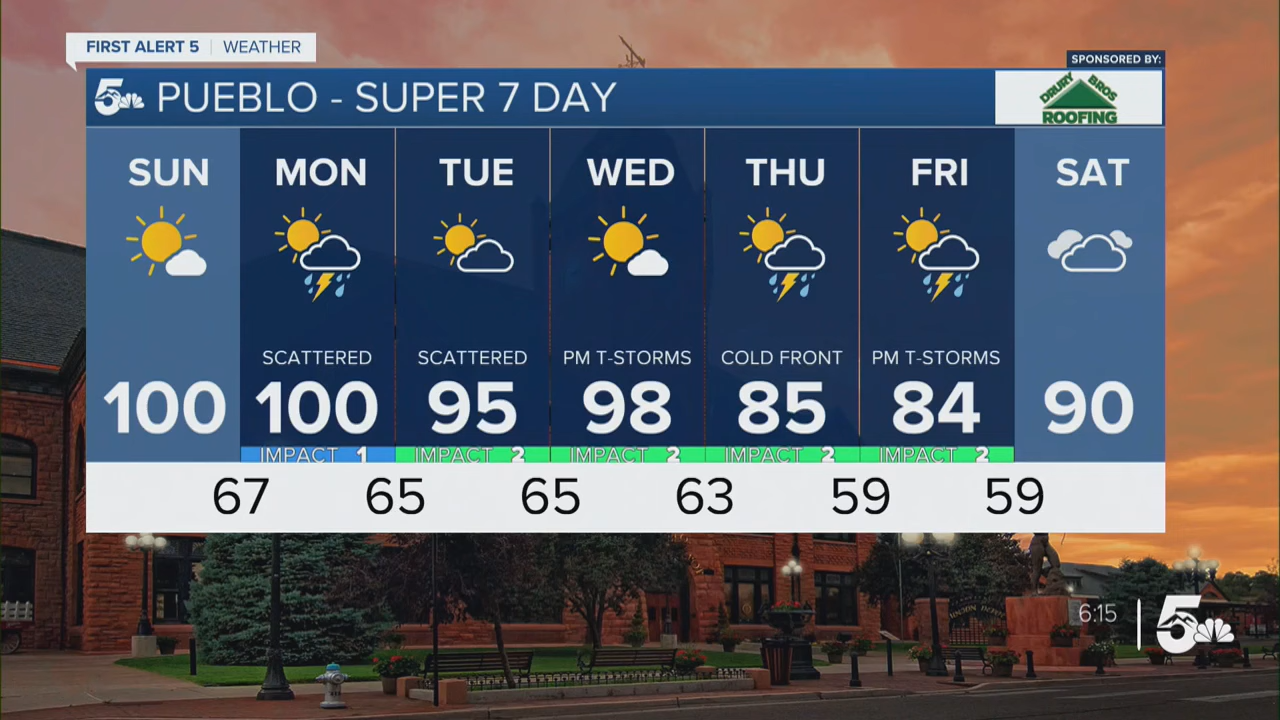 FIRST ALERT 5 | WEATHER
SPONSORED BY:
5 PUEBLO - SUPER 7 DAY
DRURY BROS
ROOFING
SUN MON TUE WED THU FRI SAT
SCATTERED SCATTERED PM T-STORMS COLD FRONT PM T-STORMS
100 100 95 98 85 84 90
IMPACT 1 IMPACT 2 IMPACT 2 IMPACT 2 IMPACT 2
67 65 65 63 59 59
6:15 5